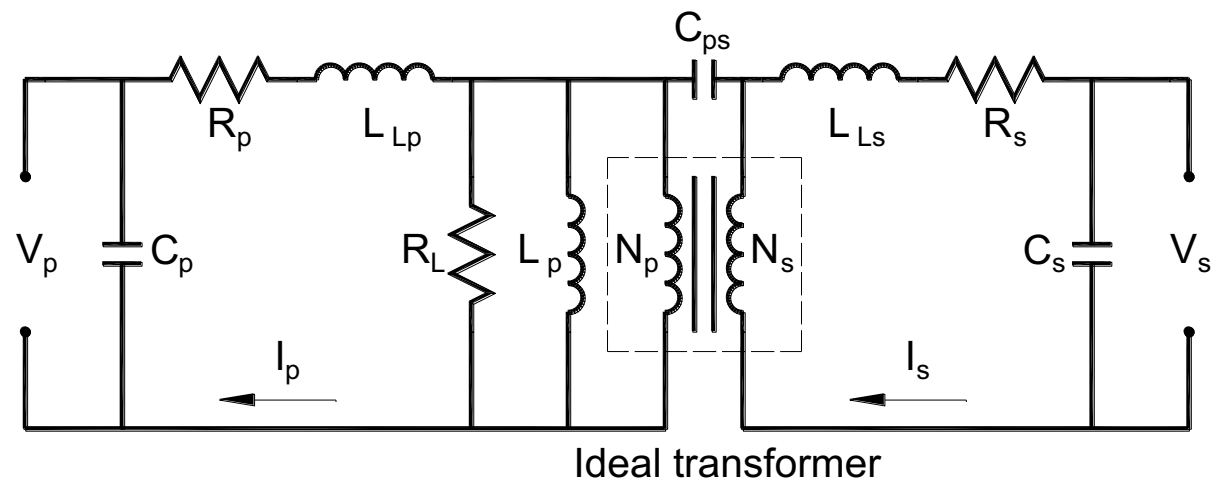 C_ps
R_p
L_Lp
L_Ls
R_s
V_p
C_p
R_L
L_p
N_p
N_s
C_s
V_s
I_p
I_s
Ideal transformer